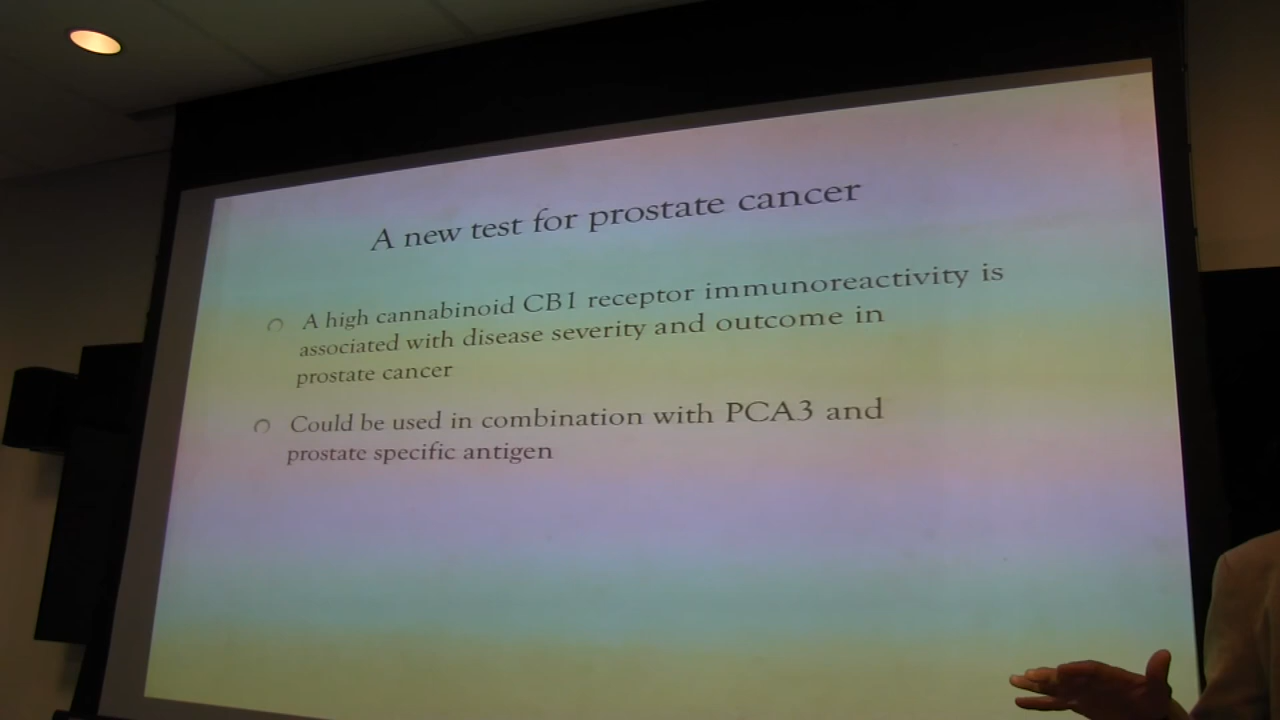 A new test for prostate cancer
A high cannabinoid CB1 receptor immunoreactivity is
associated with disease severity and outcome in
prostate cancer
Could be used in combination with PCA3 and
prostate specific antigen